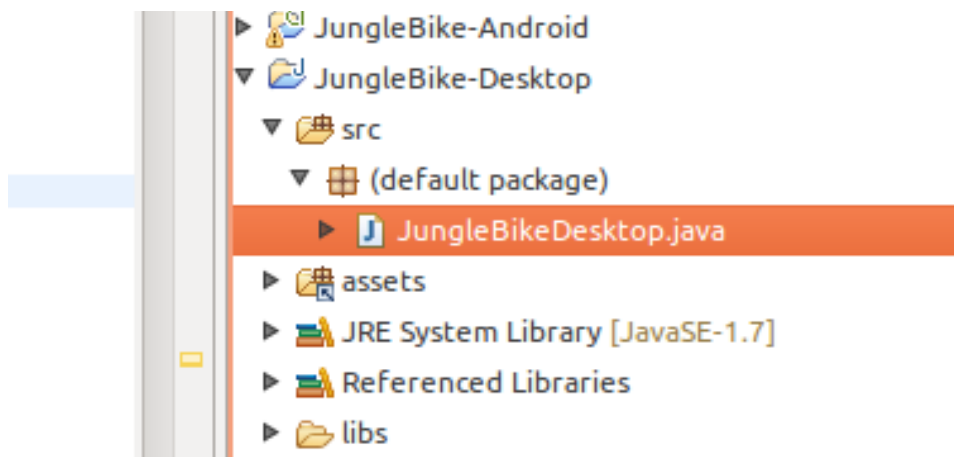 JungleBike-Android
JungleBike-Desktop
src
(default package)
JungleBikeDesktop.java
assets
JRE System Library [JavaSE-1.7]
Referenced Libraries
libs